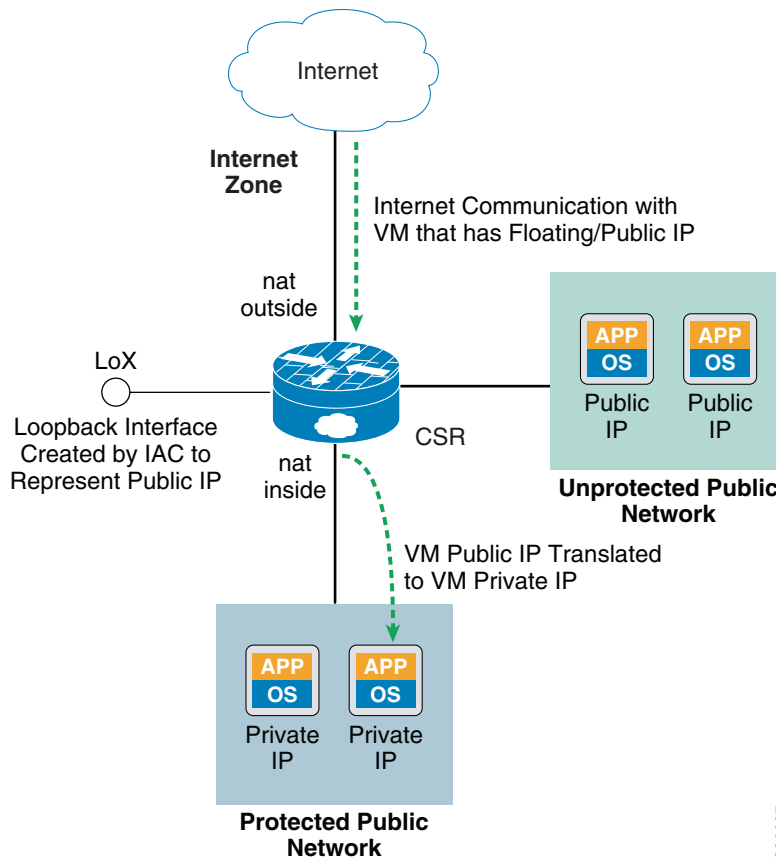 Internet
Internet
Zone
Internet Communication with
VM that has Floating/Public IP
nat
outside
LoX
Loopback Interface
Created by IAC to
Represent Public IP
CSR
nat
inside
APP
OS
Public
IP
APP
OS
Public
IP
Unprotected Public
Network
VM Public IP Translated
to VM Private IP
APP
OS
Private
IP
APP
OS
Private
IP
Protected Public
Network